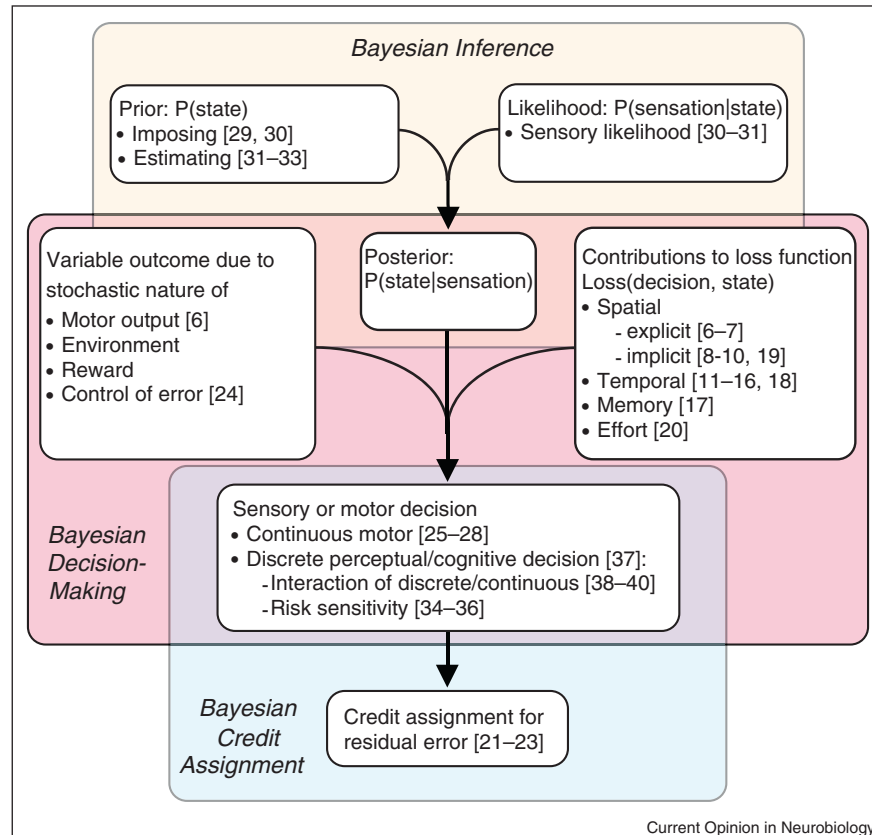 Bayesian Inference
Prior: P(state)
• Imposing [29, 30]
• Estimating [31–33]
Likelihood: P(sensation|state)
• Sensory likelihood [30–31]
Variable outcome due to
stochastic nature of
• Motor output [6]
• Environment
• Reward
• Control of error [24]
Posterior:
P(state|sensation)
Contributions to loss function
Loss(decision, state)
• Spatial
- explicit [6–7]
- implicit [8-10, 19]
• Temporal [11–16, 18]
• Memory [17]
• Effort [20]
Bayesian
Decision-
Making
Sensory or motor decision
• Continuous motor [25–28]
• Discrete perceptual/cognitive decision [37]:
- Interaction of discrete/continuous [38–40]
- Risk sensitivity [34–36]
Bayesian
Credit
Assignment
Credit assignment for
residual error [21–23]
Current Opinion in Neurobiology